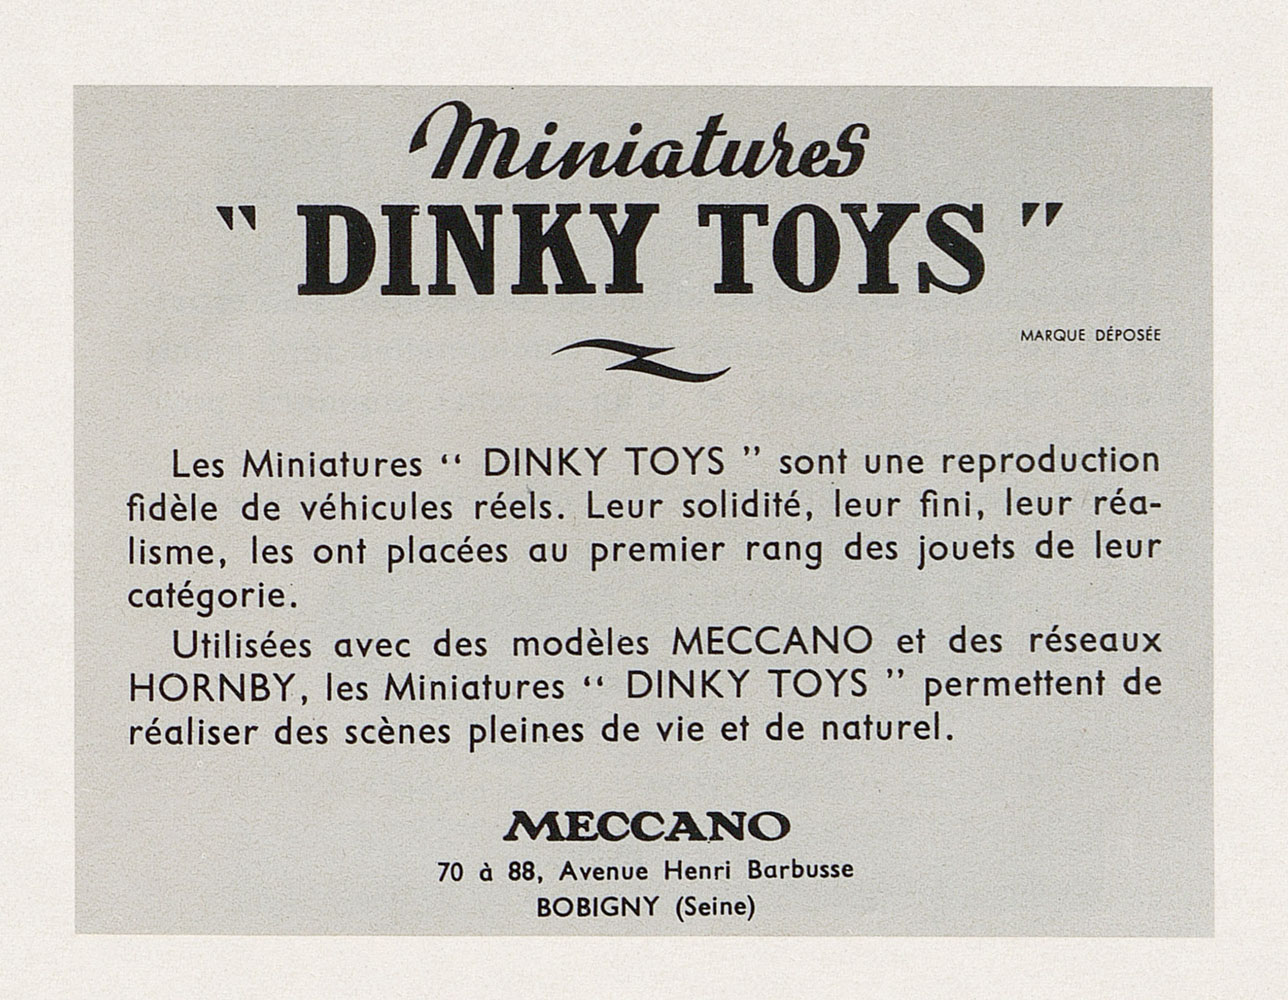 Miniatures
" DINKY TOYS "
MARQUE DÉPOSÉE
Les Miniatures “ DINKY TOYS ” sont une reproduction
fidèle de véhicules réels. Leur solidité, leur fini, leur réa-
lisme, les ont placées au premier rang des jouets de leur
catégorie.
Utilisées avec des modèles MECCANO et des réseaux
HORNBY, les Miniatures “ DINKY TOYS ” permettent de
réaliser des scènes pleines de vie et de naturel.
MECCANO
70 à 88, Avenue Henri Barbusse
BOBIGNY (Seine)